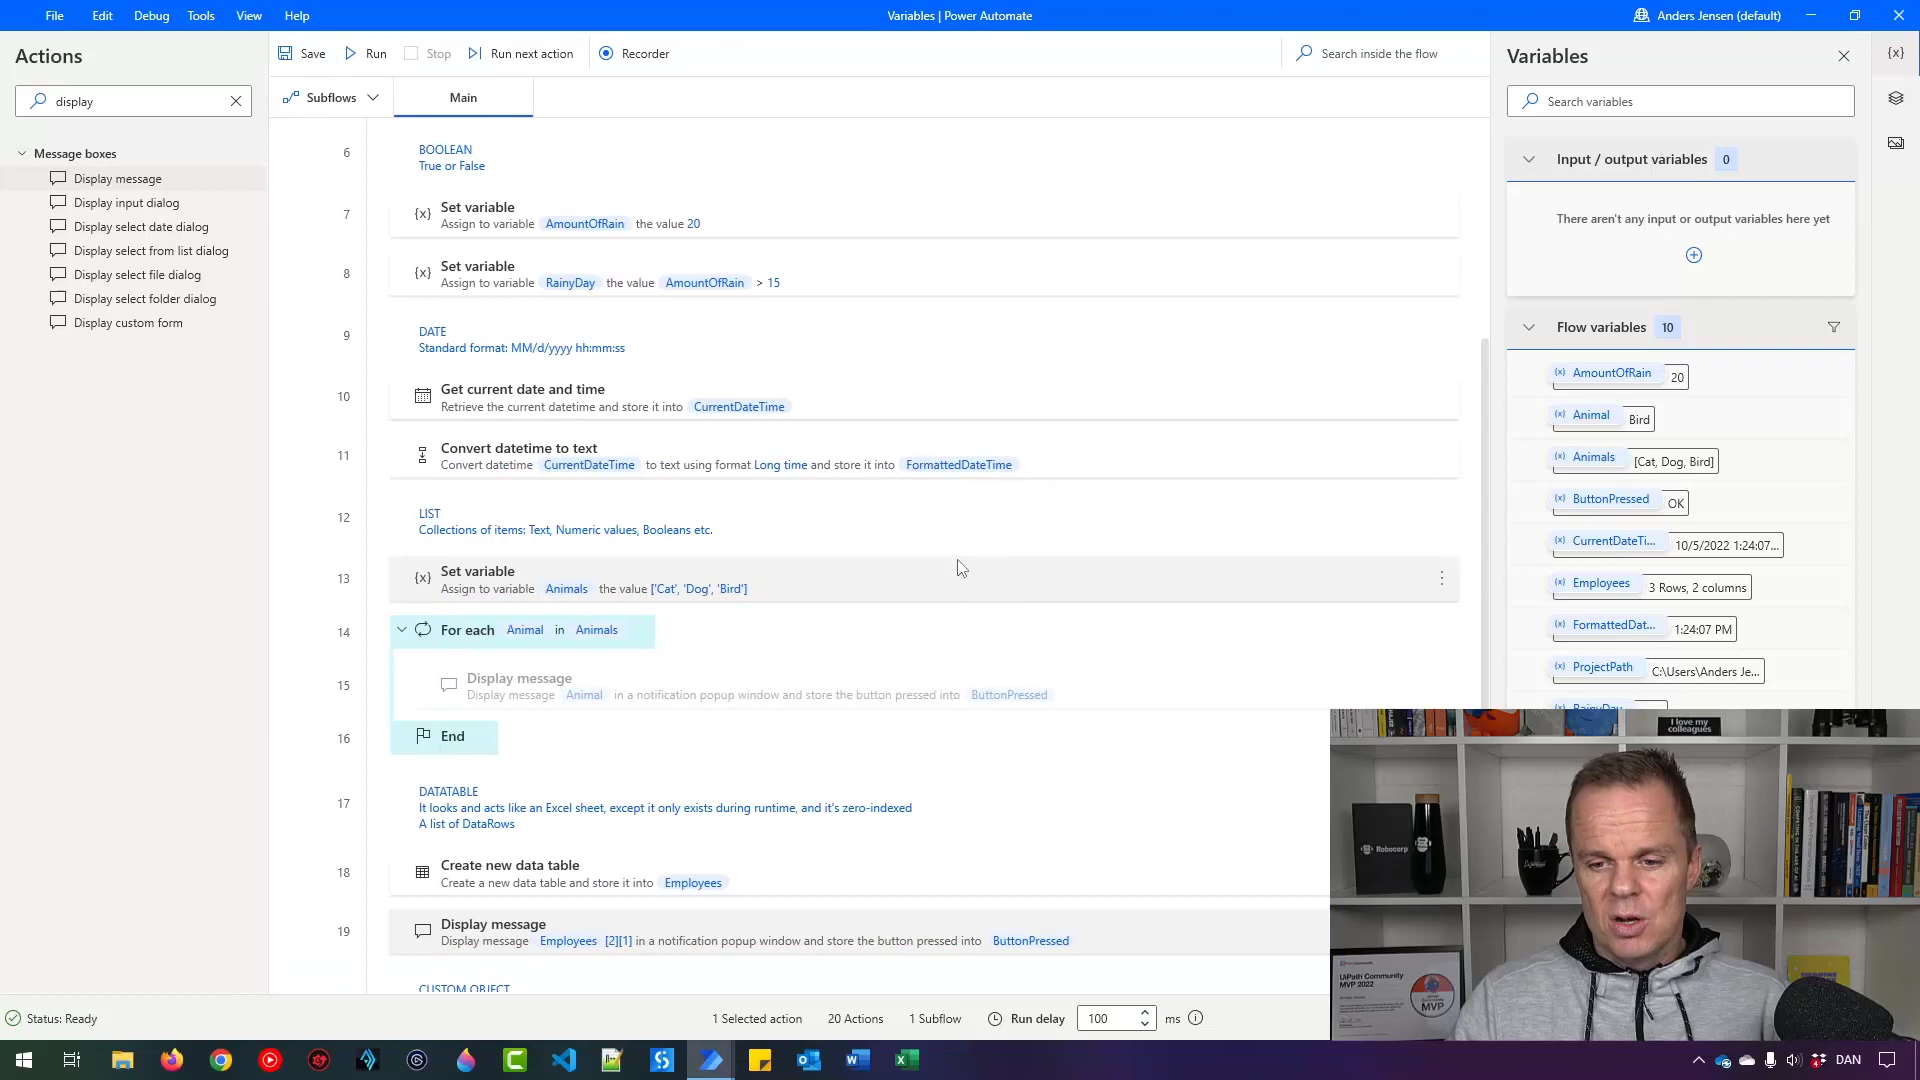 File Edit Debug Tools View Help
Variables | Power Automate
Anders Jensen (default)
Actions
display
Message boxes
Display message
Display input dialog
Display select date dialog
Display select from list dialog
Display select file dialog
Display select folder dialog
Display custom form
Save Run Stop Run next action Recorder
Search inside the flow
Subflows Main
6 BOOLEAN
True or False
7 {x} Set variable
Assign to variable AmountOfRain the value 20
8 {x} Set variable
Assign to variable RainyDay the value AmountOfRain > 15
9 DATE
Standard format: MM/d/yyyy hh:mm:ss
10 Get current date and time
Retrieve the current datetime and store it into CurrentDateTime
11 Convert datetime to text
Convert datetime CurrentDateTime to text using format Long time and store it into FormattedDateTime
12 LIST
Collections of items: Text, Numeric values, Booleans etc.
13 {x} Set variable
Assign to variable Animals the value ['Cat', 'Dog', 'Bird']
14 For each Animal in Animals
15 Display message
Display message Animal in a notification popup window and store the button pressed into ButtonPressed
16 End
17 DATATABLE
It looks and acts like an Excel sheet, except it only exists during runtime, and it's zero-indexed
A list of DataRows
18 Create new data table
Create a new data table and store it into Employees
19 Display message
Display message Employees [2][1] in a notification popup window and store the button pressed into ButtonPressed
CUSTOM OBJECT
Variables
{x}
Search variables
Input / output variables 0
There aren't any input or output variables here yet
Flow variables 10
(x) AmountOfRain 20
(x) Animal Bird
(x) Animals [Cat, Dog, Bird]
(x) ButtonPressed OK
(x) CurrentDateTi... 10/5/2022 1:24:07...
(x) Employees 3 Rows, 2 columns
(x) FormattedDat... 1:24:07 PM
(x) ProjectPath C:\Users\Anders Je...
(x) RainyDay
I love my
colleagues
Robocorp
UiPath Community
MVP 2022
MVP
Status: Ready
1 Selected action 20 Actions 1 Subflow Run delay 100 ms
DAN